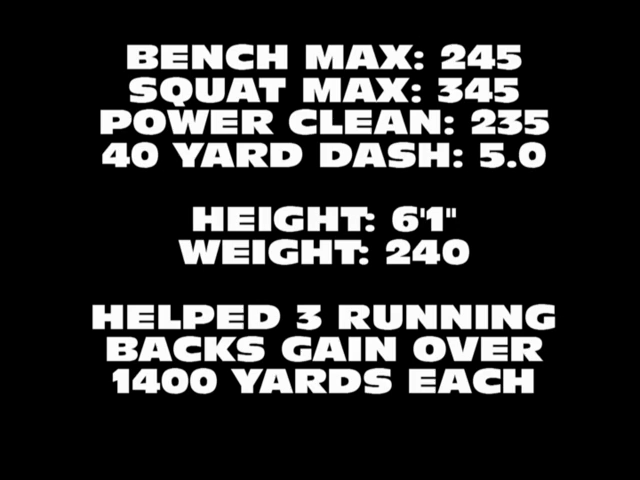 BENCH MAX: 245
SQUAT MAX: 345
POWER CLEAN: 235
40 YARD DASH: 5.0
HEIGHT: 6'1"
WEIGHT: 240
HELPED 3 RUNNING
BACKS GAIN OVER
1400 YARDS EACH